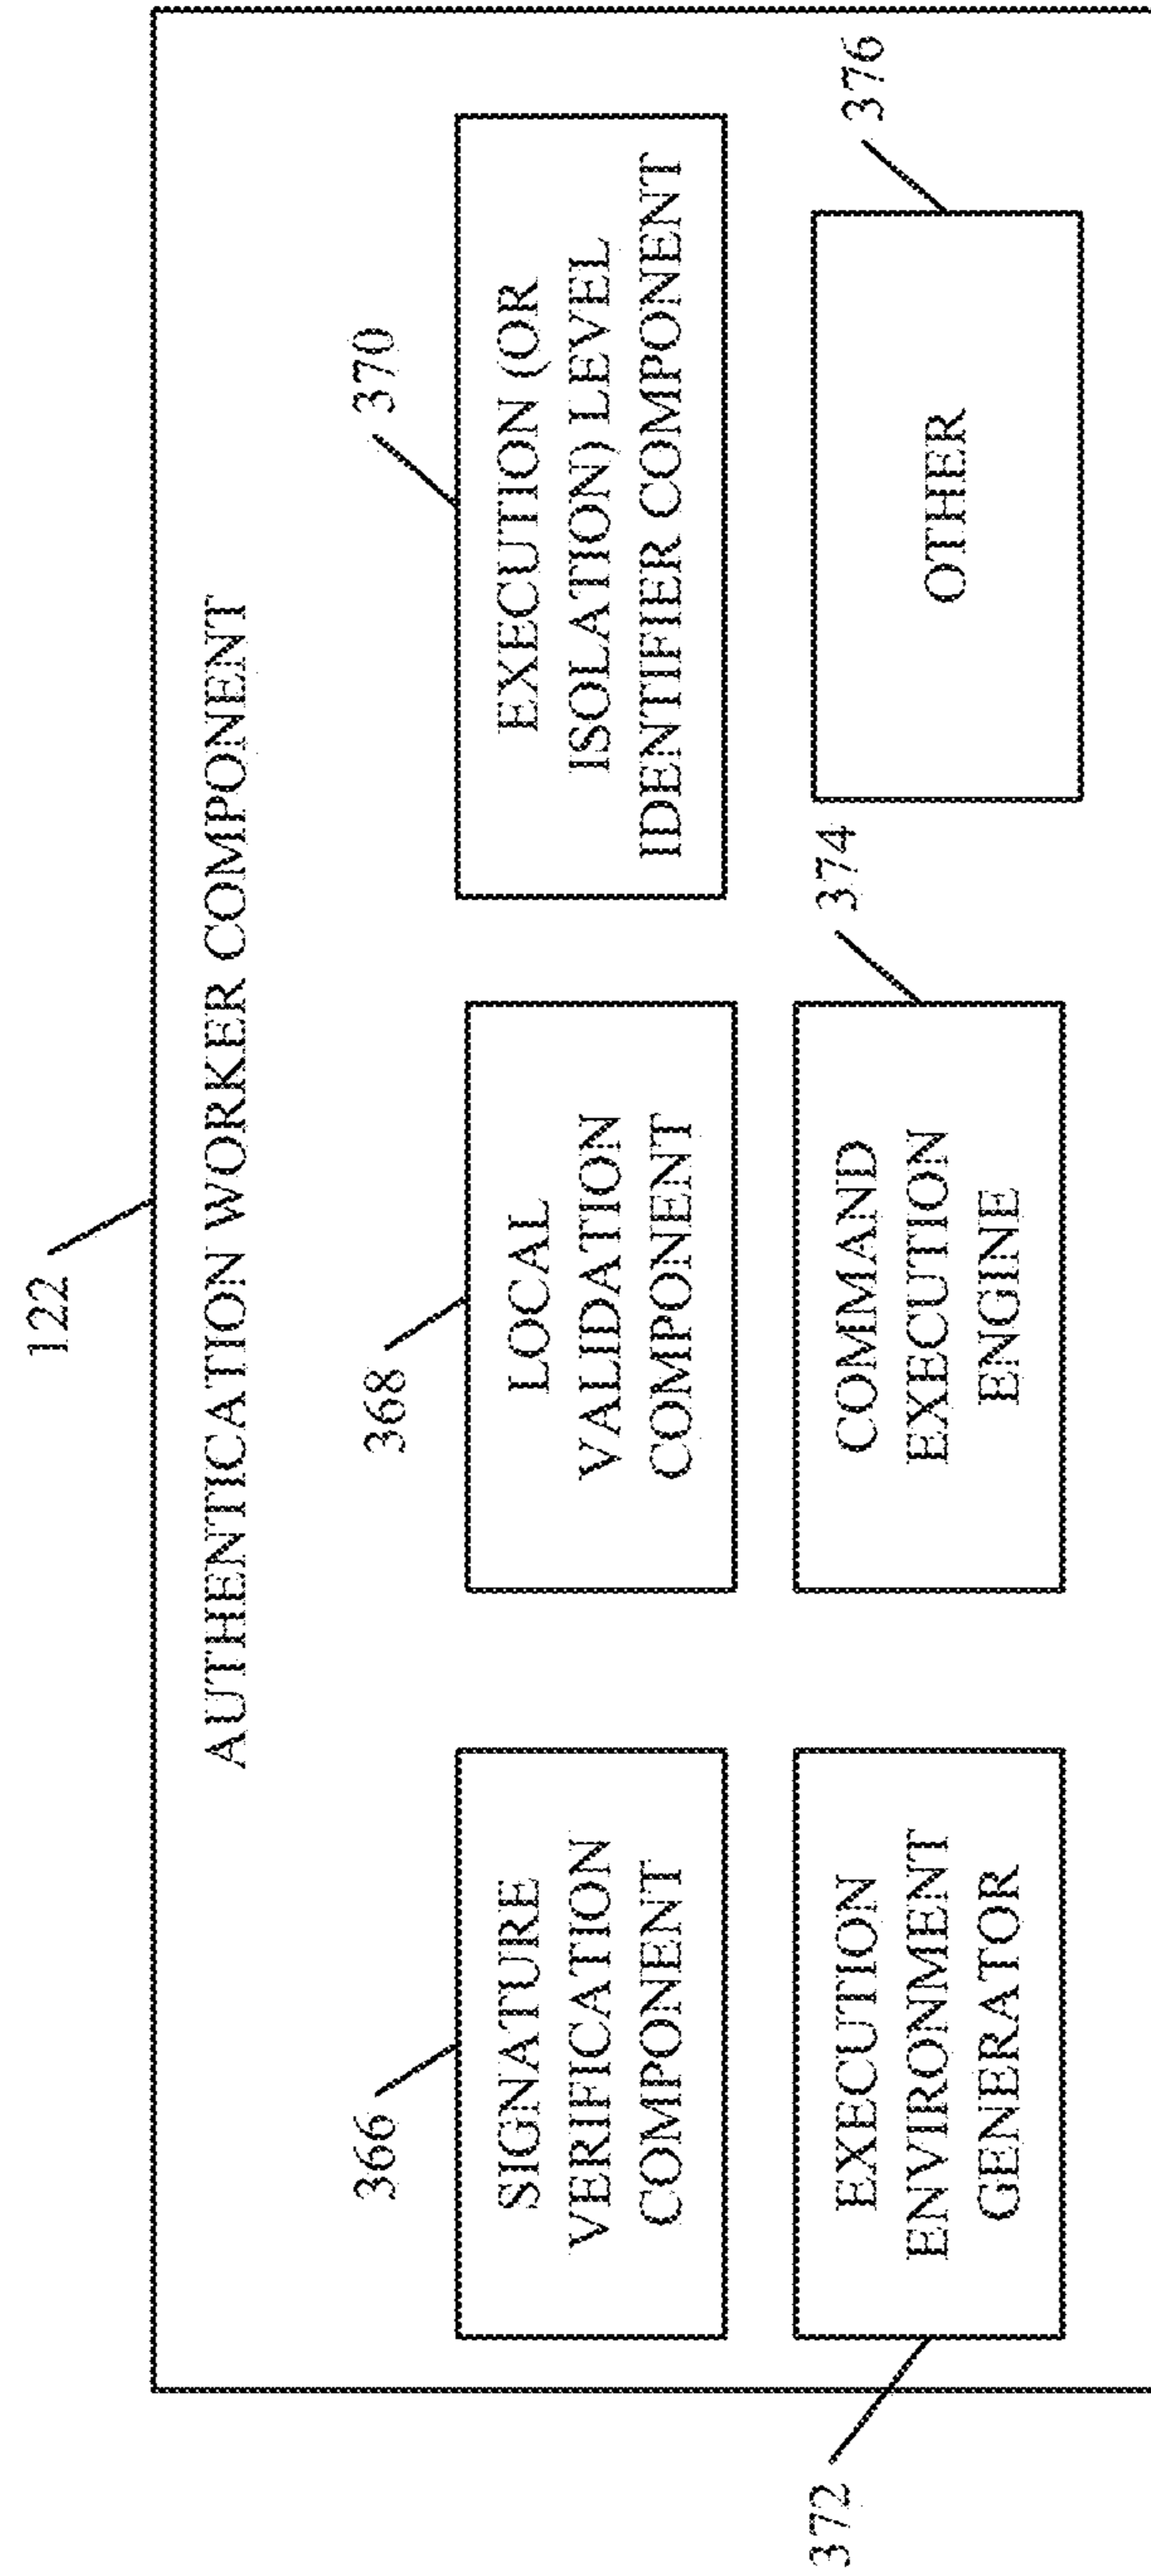 122
AUTHENTICATION WORKER COMPONENT
366
SIGNATURE
VERIFICATION
COMPONENT
368
LOCAL
VALIDATION
COMPONENT
370
EXECUTION (OR
ISOLATION) LEVEL
IDENTIFIER COMPONENT
372
EXECUTION
ENVIRONMENT
GENERATOR
374
COMMAND
EXECUTION
ENGINE
376
OTHER